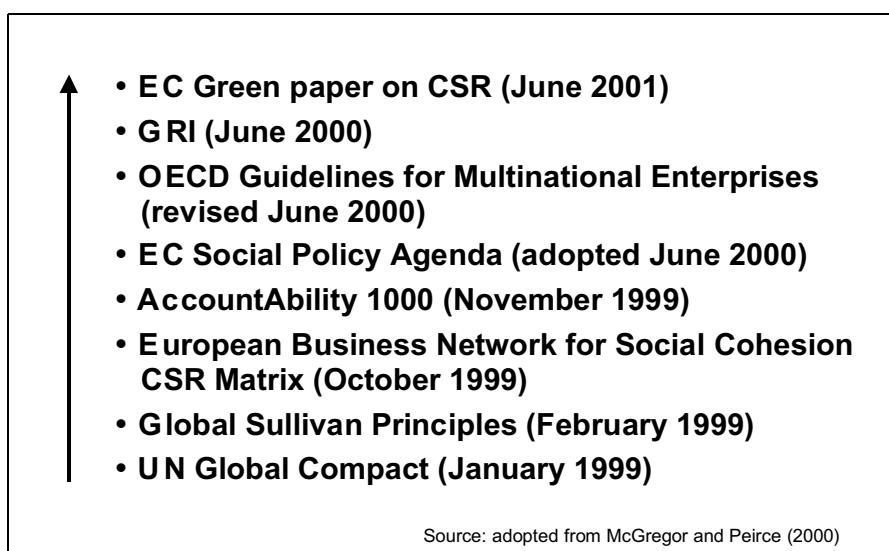 • EC Green paper on CSR (June 2001)
• GRI (June 2000)
• OECD Guidelines for Multinational Enterprises
(revised June 2000)
• EC Social Policy Agenda (adopted June 2000)
• AccountAbility 1000 (November 1999)
• European Business Network for Social Cohesion
CSR Matrix (October 1999)
• Global Sullivan Principles (February 1999)
• UN Global Compact (January 1999)
Source: adopted from McGregor and Peirce (2000)